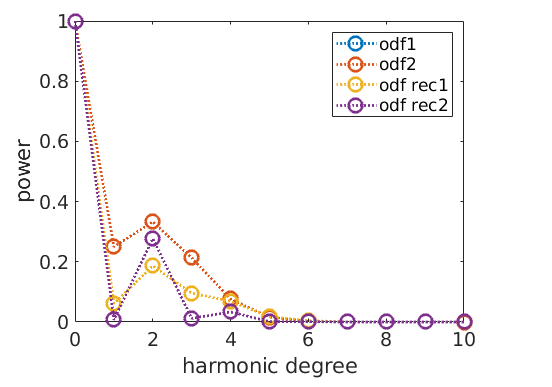 1
0.8
0.6
0.4
0.2
0
power
odf1
odf2
odf rec1
odf rec2
0 2 4 6 8 10
harmonic degree